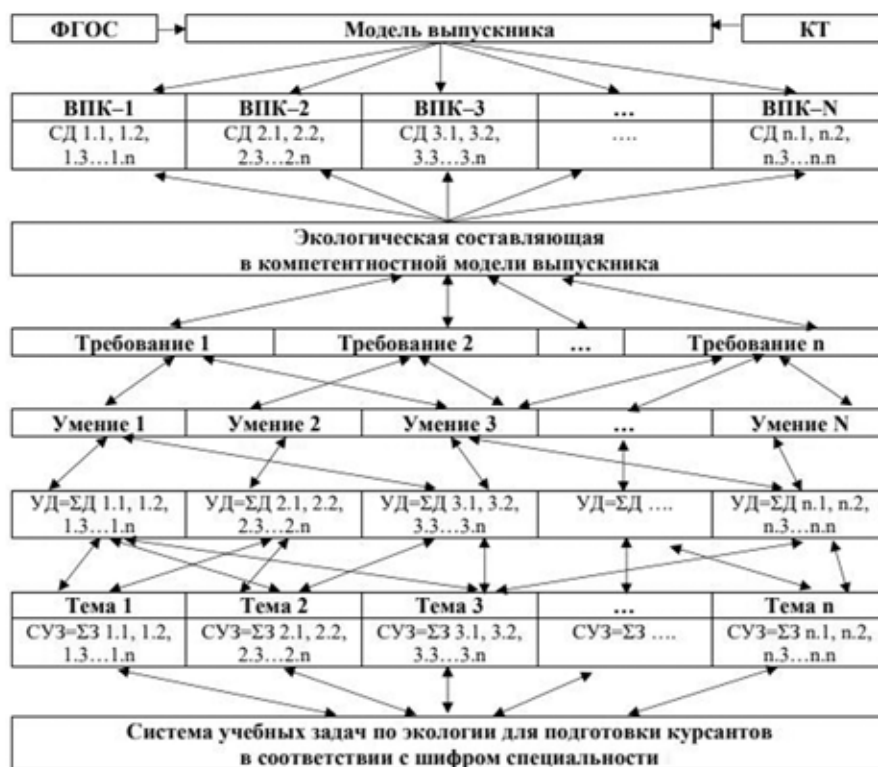 ФГОС Модель выпускника КТ
ВПК–1 ВПК–2 ВПК–3 … ВПК–N
СД 1.1, 1.2, СД 2.1, 2.2, СД 3.1, 3.2, …. СД n.1, n.2,
1.3…1.n 2.3…2.n 3.3…3.n n.3…n.n
Экологическая составляющая
в компетентностной модели выпускника
Требование 1 Требование 2 … Требование n
Умение 1 Умение 2 Умение 3 … Умение N
УД=ΣД 1.1, 1.2, УД=ΣД 2.1, 2.2, УД=ΣД 3.1, 3.2, УД=ΣД …. УД=ΣД n.1, n.2,
1.3…1.n 2.3…2.n 3.3…3.n n.3…n.n
Тема 1 Тема 2 Тема 3 … Тема n
СУЗ=ΣЗ 1.1, 1.2, СУЗ=ΣЗ 2.1, 2.2, СУЗ=ΣЗ 3.1, 3.2, СУЗ=ΣЗ …. СУЗ=ΣЗ n.1, n.2,
1.3…1.n 2.3…2.n 3.3…3.n n.3…n.n
Система учебных задач по экологии для подготовки курсантов
в соответствии с шифром специальности